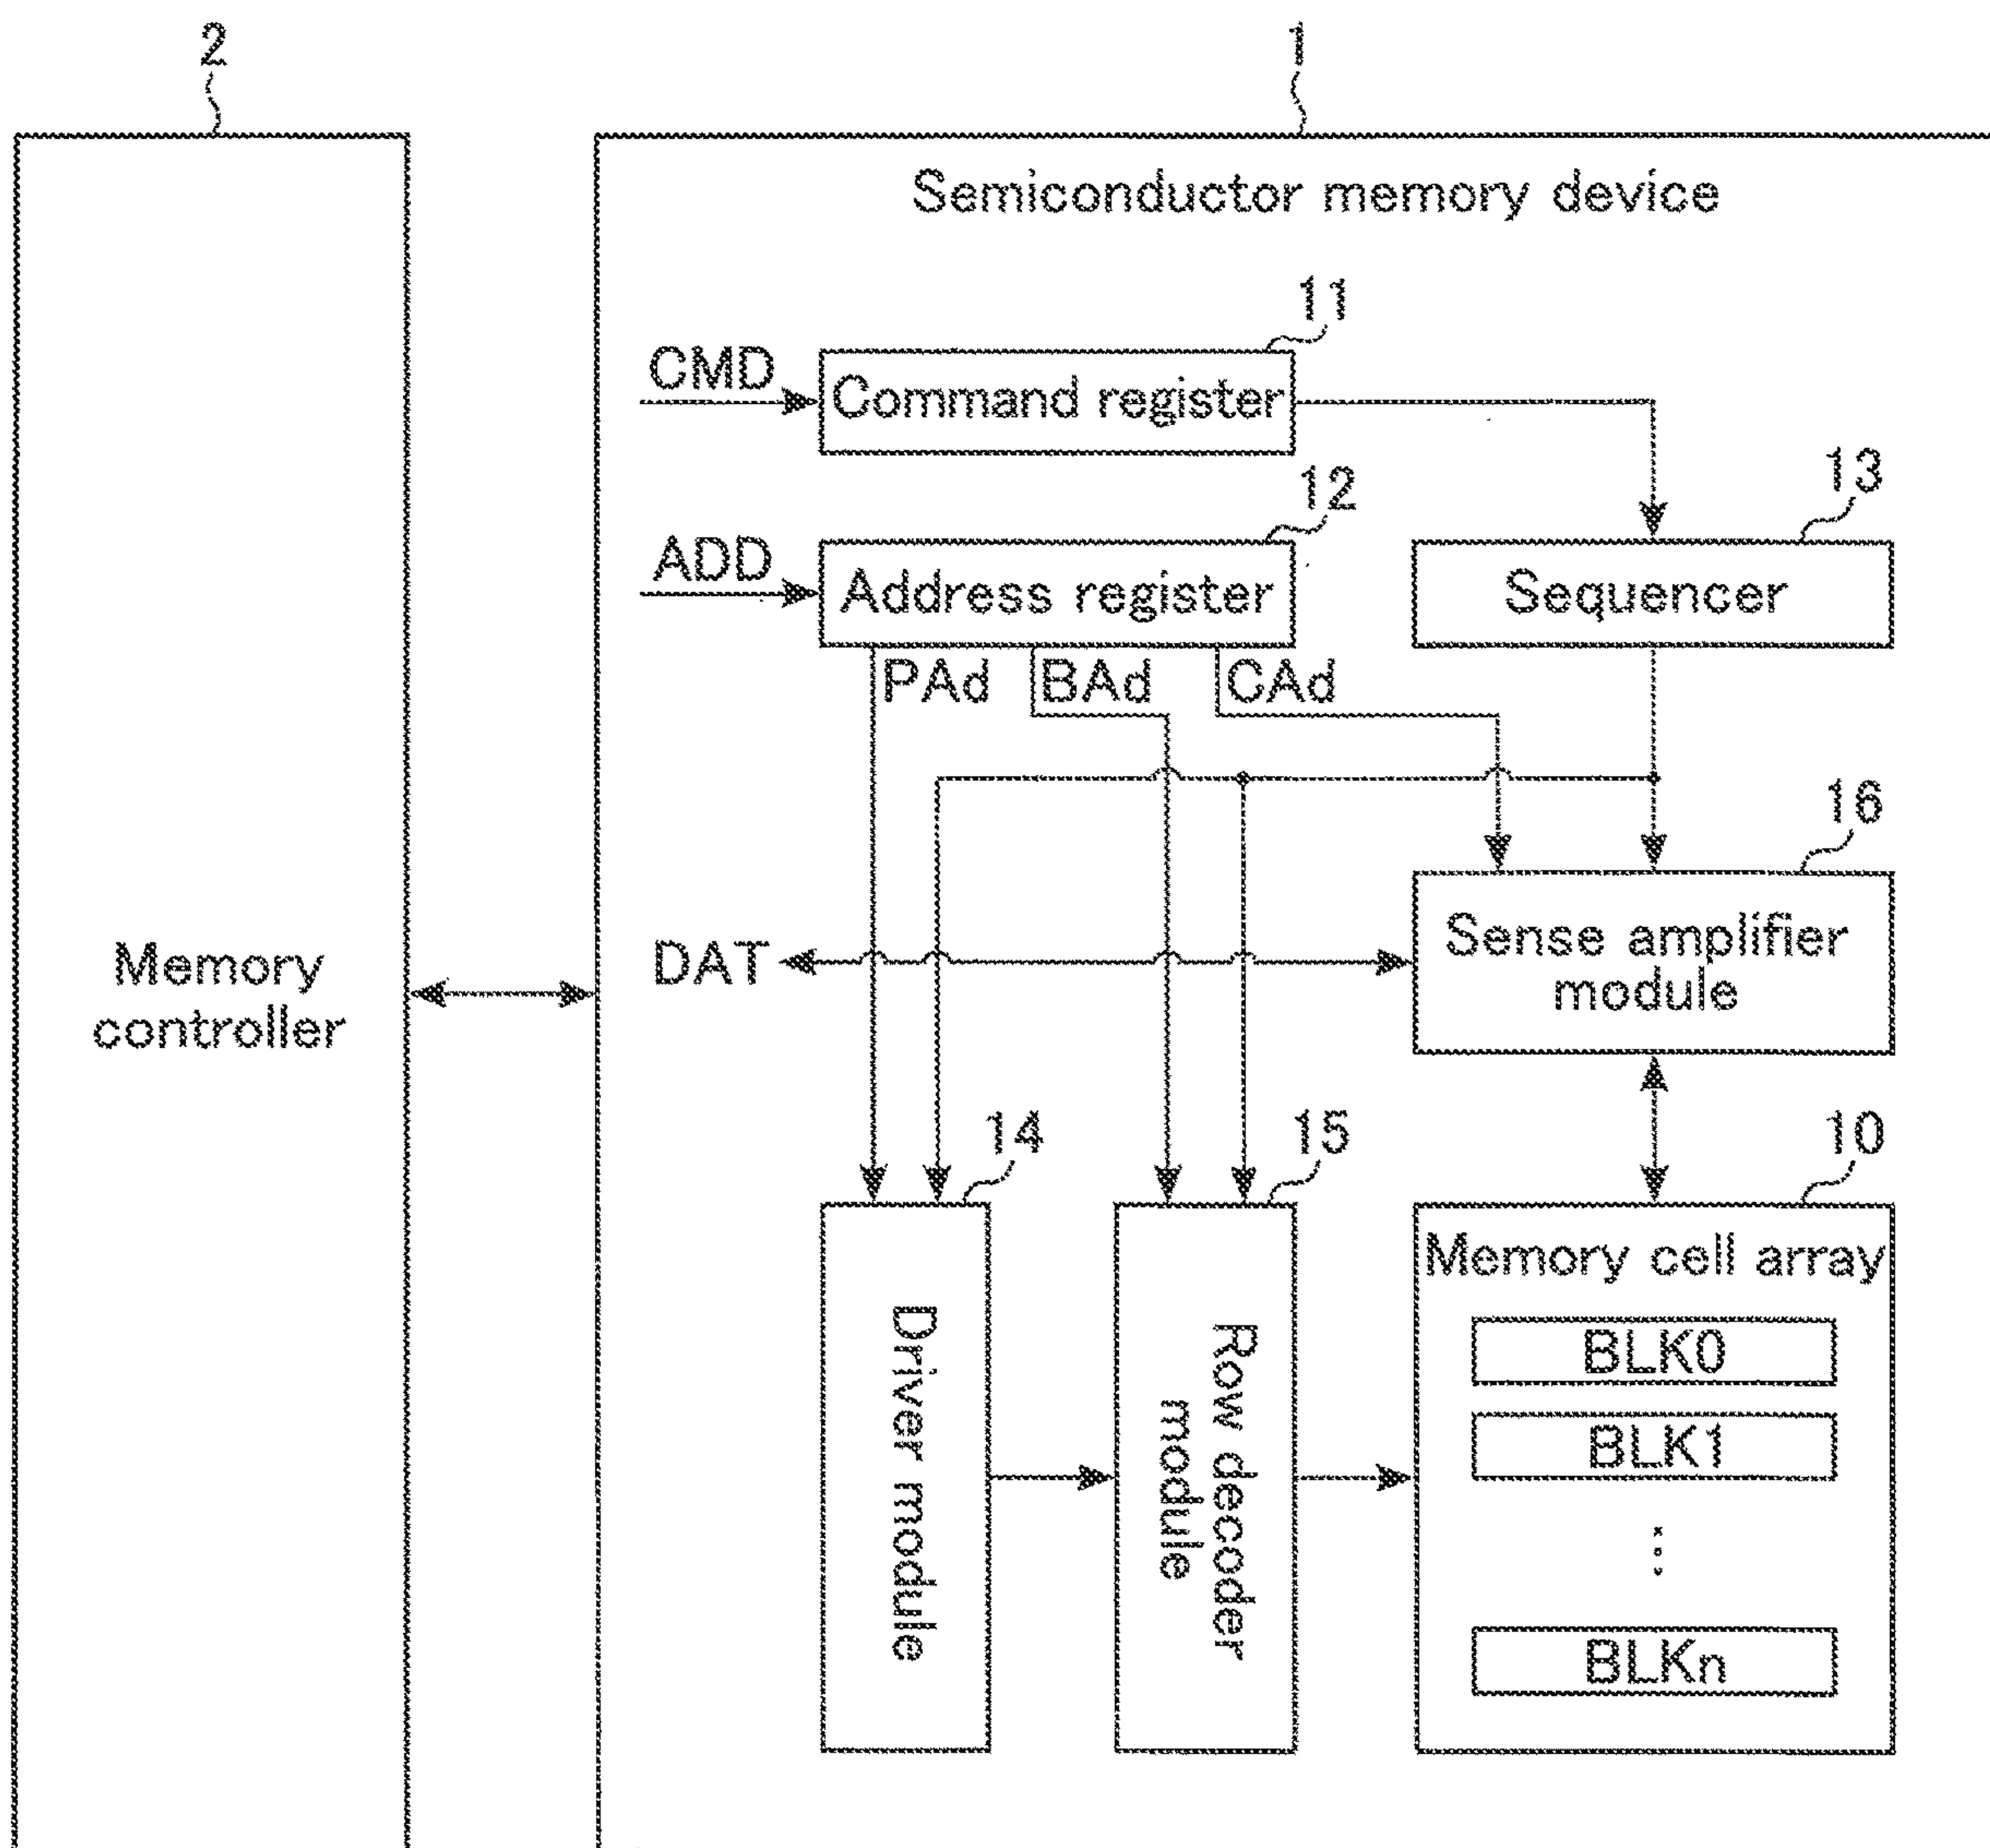 2
1
Semiconductor memory device
11
CMD
Command register
13
12
ADD
Address register
Sequencer
PAd
BAd
CAd
16
Memory
controller
DAT
Sense amplifier
module
14
15
10
Driver module
Row decoder
module
Memory cell array
BLK0
BLK1
⋮
BLKn